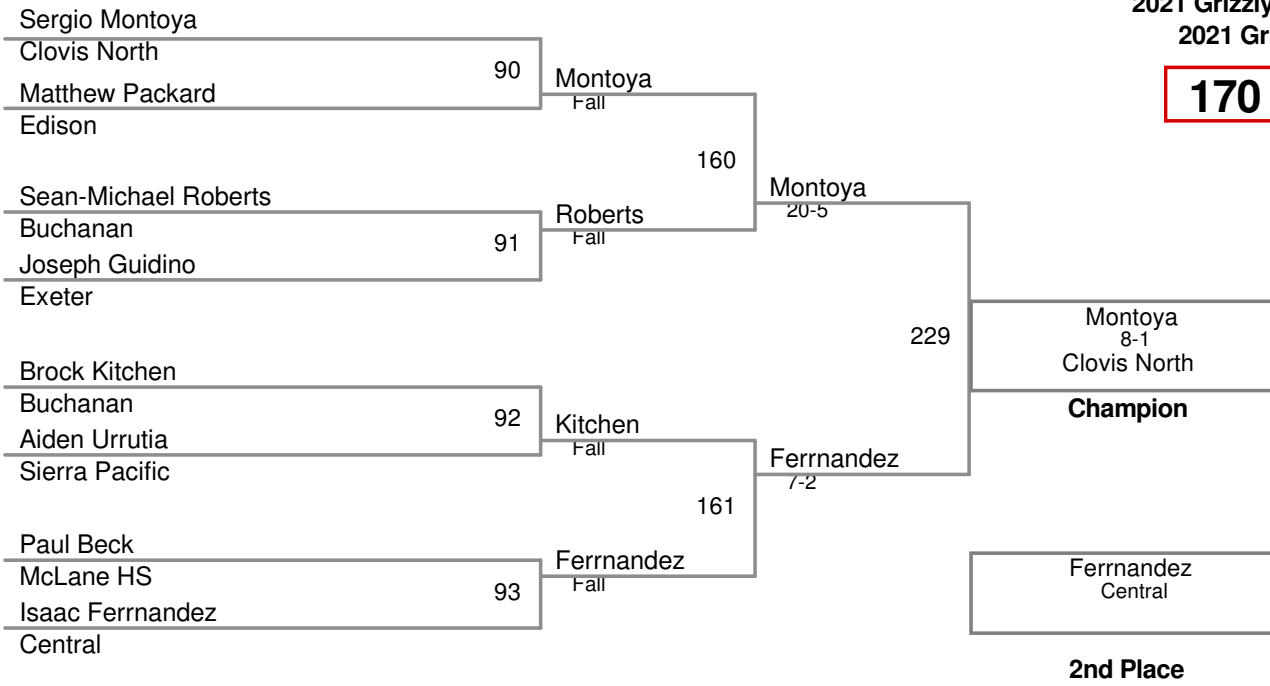 2021 Grizzly
2021 Gr
170
Sergio Montoya
Clovis North
90
Matthew Packard
Edison
Montoya
Fall
160
Sean-Michael Roberts
Buchanan
91
Joseph Guidino
Exeter
Roberts
Fall
Montoya
20-5
229
Montoya
8-1
Clovis North
Champion
Brock Kitchen
Buchanan
92
Aiden Urrutia
Sierra Pacific
Kitchen
Fall
161
Ferrnandez
7-2
Paul Beck
McLane HS
93
Isaac Ferrnandez
Central
Ferrnandez
Fall
Ferrnandez
Central
2nd Place